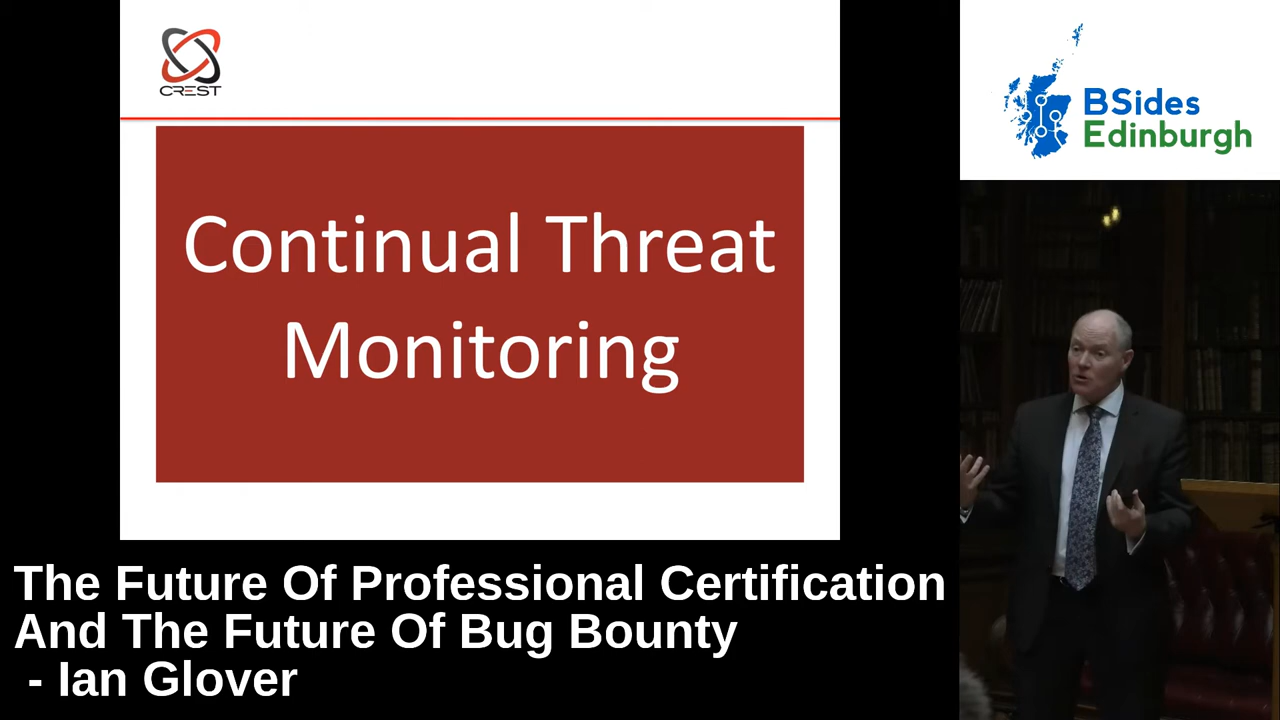 CREST
Continual Threat
Monitoring
BSides
Edinburgh
The Future Of Professional Certification
And The Future Of Bug Bounty
- Ian Glover